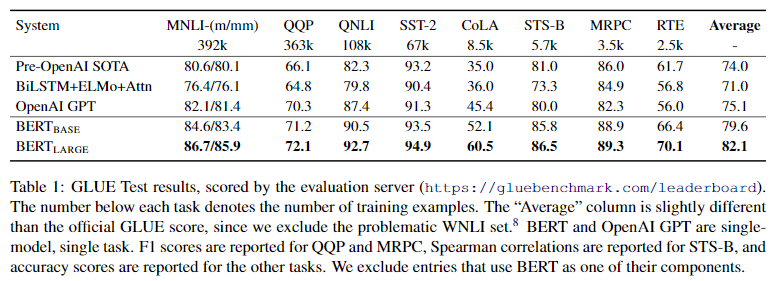 System MNLI-(m/mm) QQP QNLI SST-2 CoLA STS-B MRPC RTE Average
392k 363k 108k 67k 8.5k 5.7k 3.5k 2.5k -
Pre-OpenAI SOTA 80.6/80.1 66.1 82.3 93.2 35.0 81.0 86.0 61.7 74.0
BiLSTM+ELMo+Attn 76.4/76.1 64.8 79.8 90.4 36.0 73.3 84.9 56.8 71.0
OpenAI GPT 82.1/81.4 70.3 87.4 91.3 45.4 80.0 82.3 56.0 75.1
BERTBASE 84.6/83.4 71.2 90.5 93.5 52.1 85.8 88.9 66.4 79.6
BERTLARGE 86.7/85.9 72.1 92.7 94.9 60.5 86.5 89.3 70.1 82.1
Table 1: GLUE Test results, scored by the evaluation server (https://gluebenchmark.com/leaderboard).
The number below each task denotes the number of training examples. The “Average” column is slightly different
than the official GLUE score, since we exclude the problematic WNLI set.8 BERT and OpenAI GPT are single-
model, single task. F1 scores are reported for QQP and MRPC, Spearman correlations are reported for STS-B, and
accuracy scores are reported for the other tasks. We exclude entries that use BERT as one of their components.